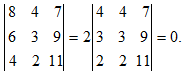 |8 4 7|
|6 3 9| = 2 |4 4 7|
|4 2 11| |3 3 9| = 0.
|2 2 11|